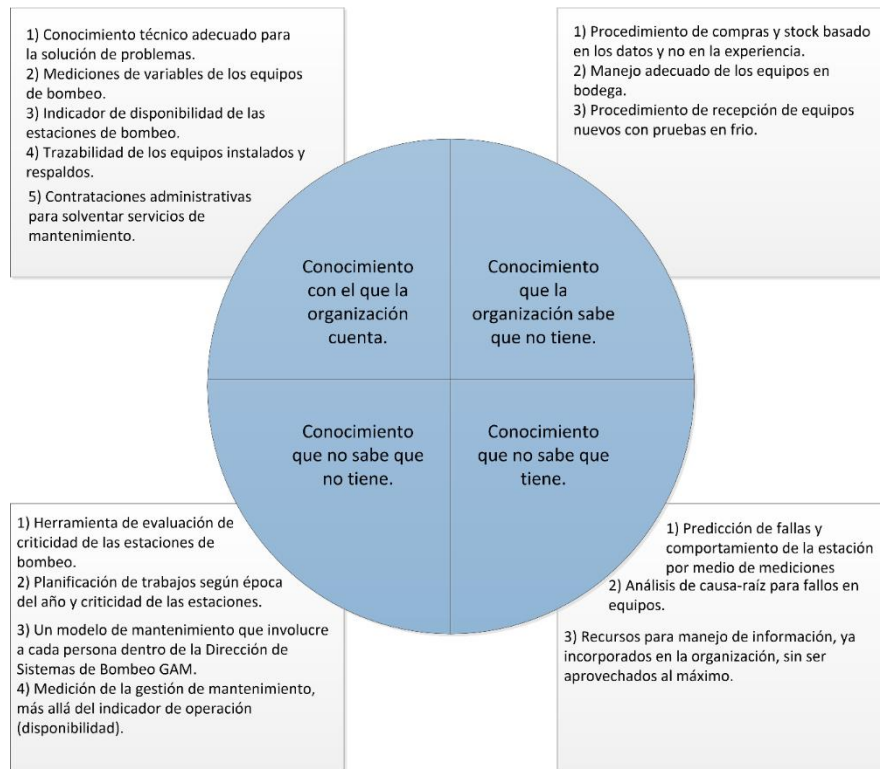 1) Conocimiento técnico adecuado para
la solución de problemas.
2) Mediciones de variables de los equipos
de bombeo.
3) Indicador de disponibilidad de las
estaciones de bombeo.
4) Trazabilidad de los equipos instalados y
respaldos.
5) Contrataciones administrativas
para solventar servicios de
mantenimiento.
1) Procedimiento de compras y stock basado
en los datos y no en la experiencia.
2) Manejo adecuado de los equipos en
bodega.
3) Procedimiento de recepción de equipos
nuevos con pruebas en frio.
Conocimiento
con el que la
organización
cuenta.
Conocimiento
que la
organización sabe
que no tiene.
Conocimiento
que no sabe que
no tiene.
Conocimiento
que no sabe que
tiene.
1) Herramienta de evaluación de
criticidad de las estaciones de
bombeo.
2) Planificación de trabajos según época
del año y criticidad de las estaciones.
3) Un modelo de mantenimiento que involucre
a cada persona dentro de la Dirección de
Sistemas de Bombeo GAM.
4) Medición de la gestión de mantenimiento,
más allá del indicador de operación
(disponibilidad).
1) Predicción de fallas y
comportamiento de la estación
por medio de mediciones
2) Análisis de causa-raíz para fallos en
equipos.
3) Recursos para manejo de información, ya
incorporados en la organización, sin ser
aprovechados al máximo.